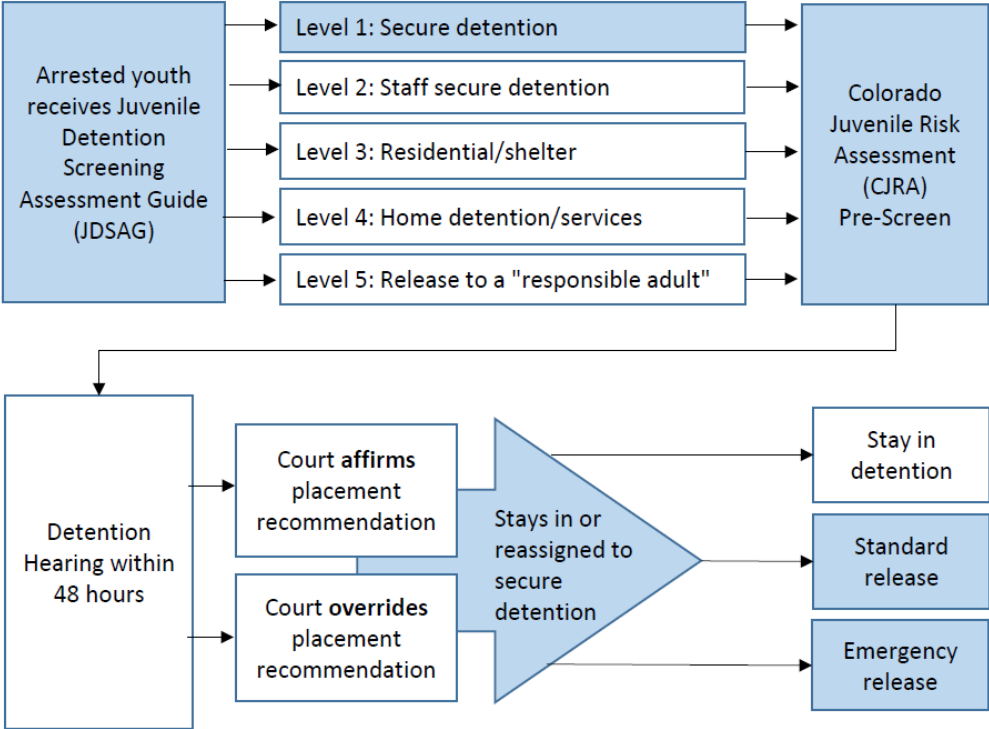 Arrested youth
receives Juvenile
Detention
Screening
Assessment Guide
(JDSAG)
Level 1: Secure detention
Level 2: Staff secure detention
Level 3: Residential/shelter
Level 4: Home detention/services
Level 5: Release to a "responsible adult"
Colorado
Juvenile Risk
Assessment
(CJRA)
Pre-Screen
Detention
Hearing within
48 hours
Court affirms
placement
recommendation
Court overrides
placement
recommendation
Stays in or
reassigned to
secure
detention
Stay in
detention
Standard
release
Emergency
release